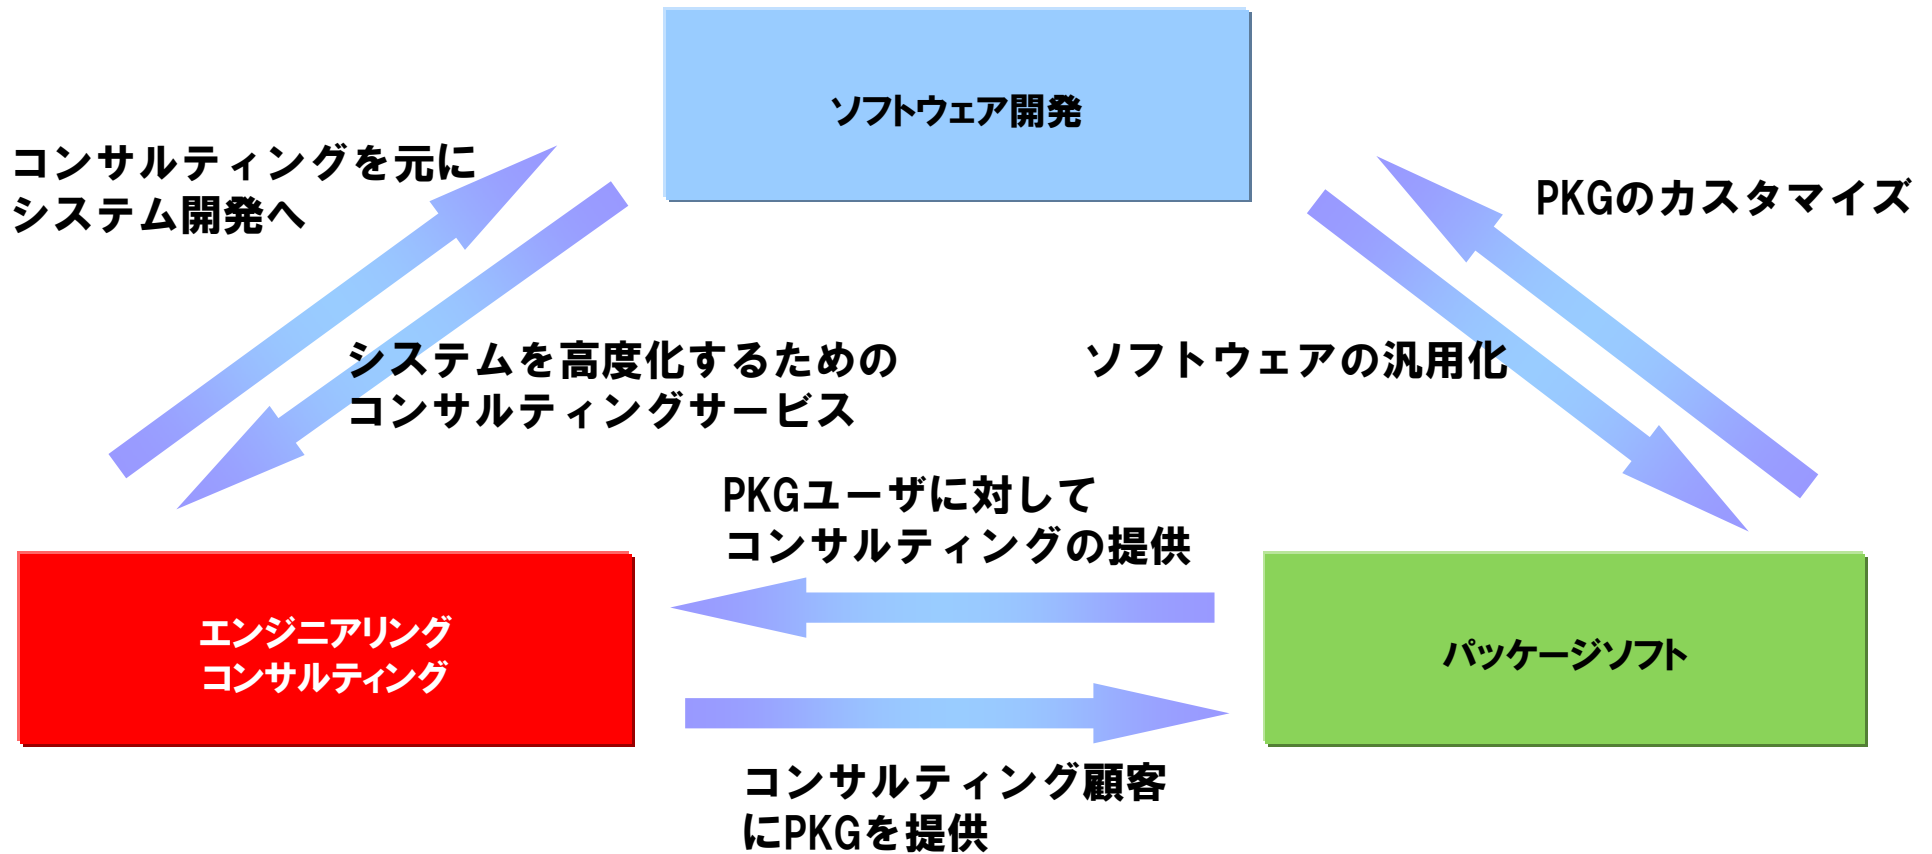 ソフトウェア開発
コンサルティングを元に
システム開発へ
PKGのカスタマイズ
システムを高度化するための
コンサルティングサービス
ソフトウェアの汎用化
PKGユーザに対して
コンサルティングの提供
エンジニアリング
コンサルティング
パッケージソフト
コンサルティング顧客
にPKGを提供